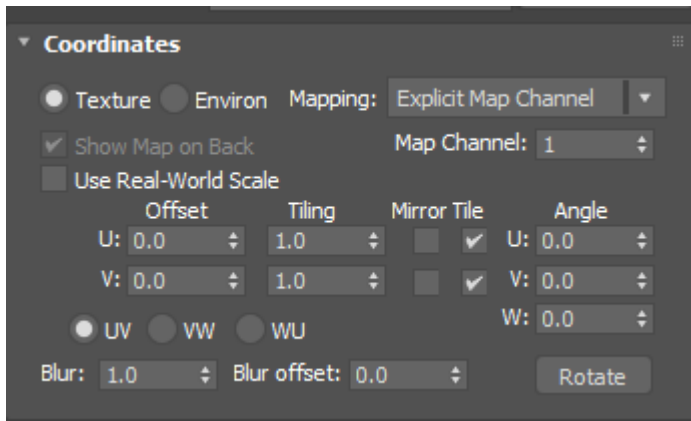 Coordinates
Texture Environ Mapping: Explicit Map Channel
Show Map on Back Map Channel: 1
Use Real-World Scale
Offset Tiling Mirror Tile Angle
U: 0.0 1.0 U: 0.0
V: 0.0 1.0 V: 0.0
UV VW WU W: 0.0
Blur: 1.0 Blur offset: 0.0 Rotate